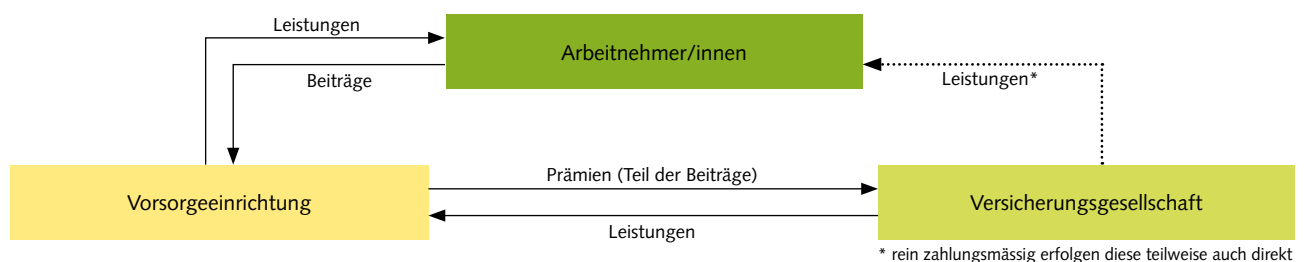 Leistungen
Arbeitnehmer/innen
Beiträge
Leistungen*
Prämien (Teil der Beiträge)
Vorsorgeeinrichtung
Versicherungsgesellschaft
Leistungen
* rein zahlungsmässig erfolgen diese teilweise auch direkt